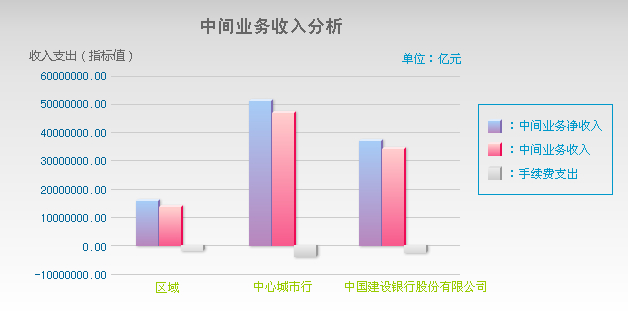 中间业务收入分析
收入支出（指标值）
单位：亿元
60000000.00
50000000.00
40000000.00
30000000.00
20000000.00
10000000.00
0.00
-10000000.00
区域
中心城市行
中国建设银行股份有限公司
：中间业务净收入
：中间业务收入
：手续费支出